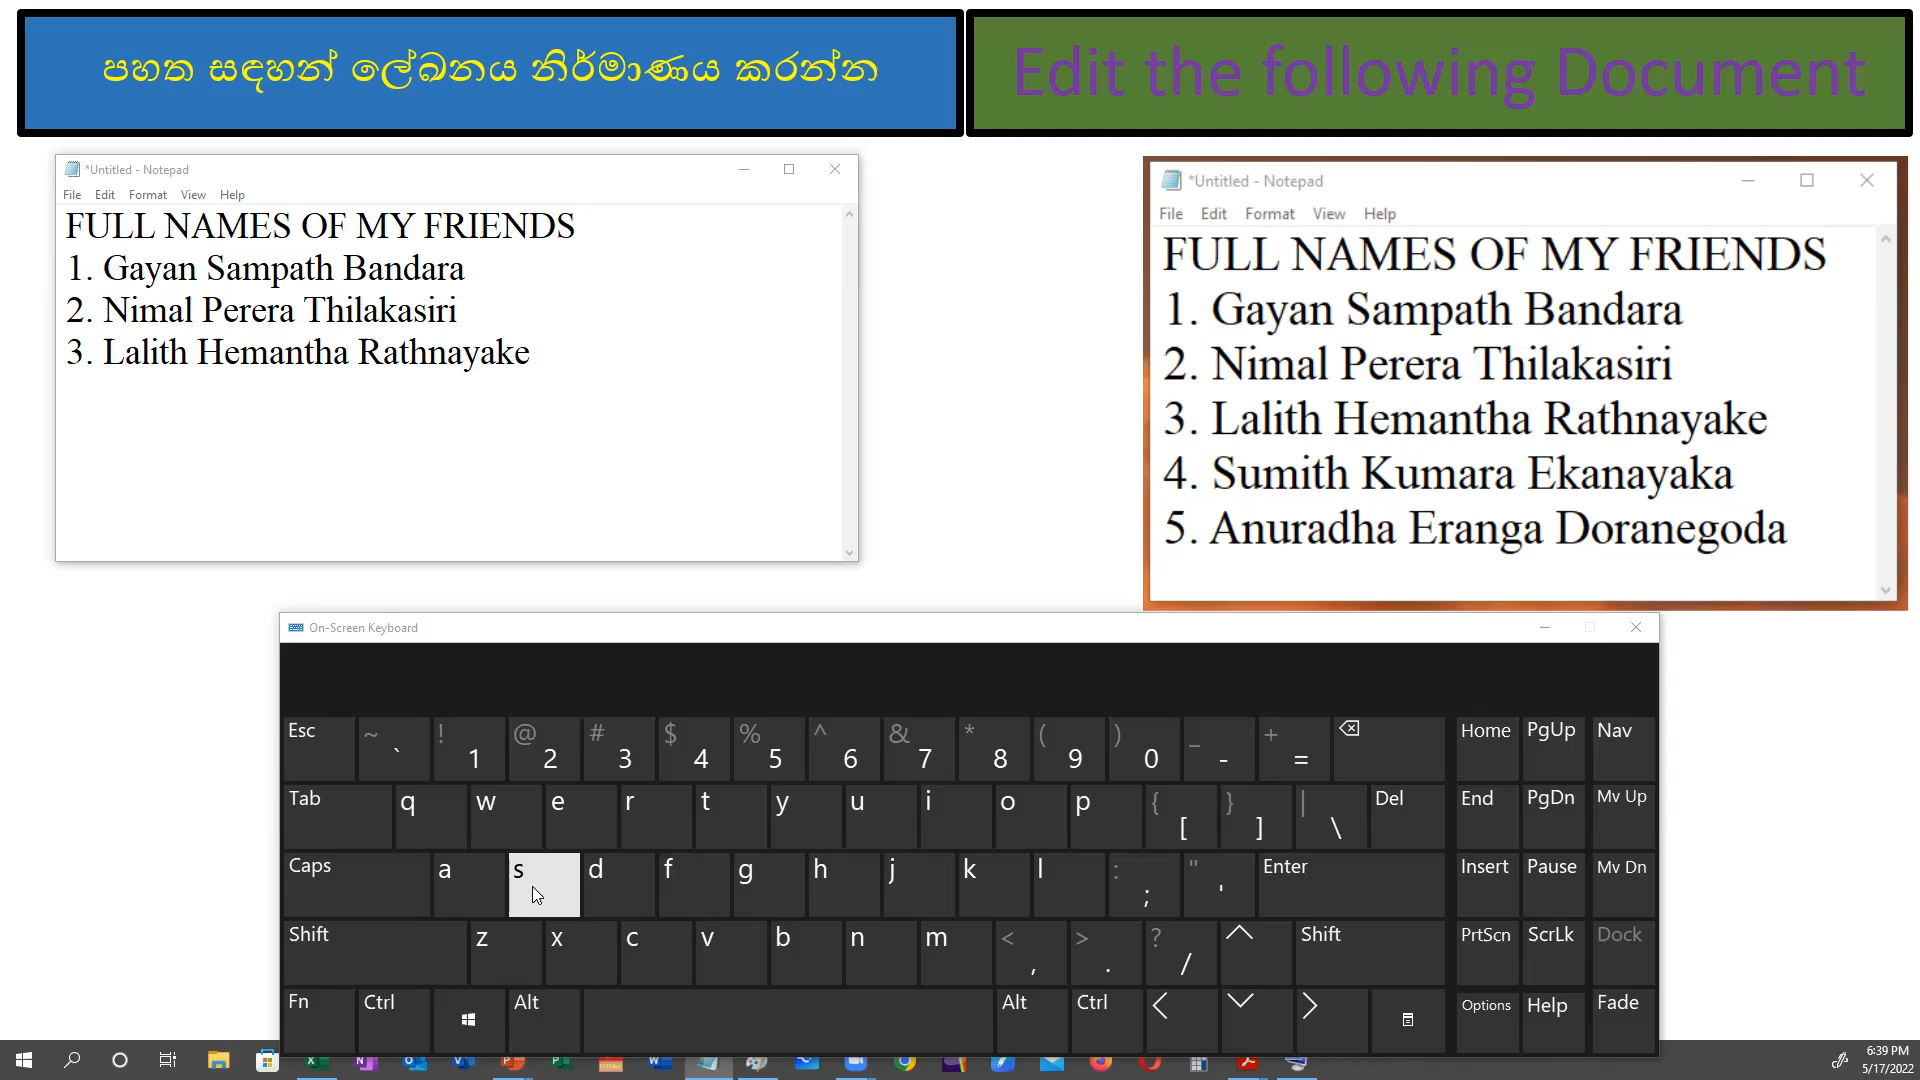 පහත සඳහන් ලේඛනය නිර්මාණය කරන්න
Edit the following Document
*Untitled - Notepad
File Edit Format View Help
FULL NAMES OF MY FRIENDS
1. Gayan Sampath Bandara
2. Nimal Perera Thilakasiri
3. Lalith Hemantha Rathnayake
*Untitled - Notepad
File Edit Format View Help
FULL NAMES OF MY FRIENDS
1. Gayan Sampath Bandara
2. Nimal Perera Thilakasiri
3. Lalith Hemantha Rathnayake
4. Sumith Kumara Ekanayaka
5. Anuradha Eranga Doranegoda
On-Screen Keyboard
Esc ~ ` ! 1 @ 2 # 3 $ 4 % 5 ^ 6 & 7 * 8 ( 9 ) 0 _ - + = Home PgUp Nav
Tab q w e r t y u i o p { [ } ] | \ Del End PgDn Mv Up
Caps a s d f g h j k l : ; " ' Enter Insert Pause Mv Dn
Shift z x c v b n m < , > . ? / Shift PrtScn ScrLk Dock
Fn Ctrl Alt Alt Ctrl Options Help Fade
6:39 PM
5/17/2022